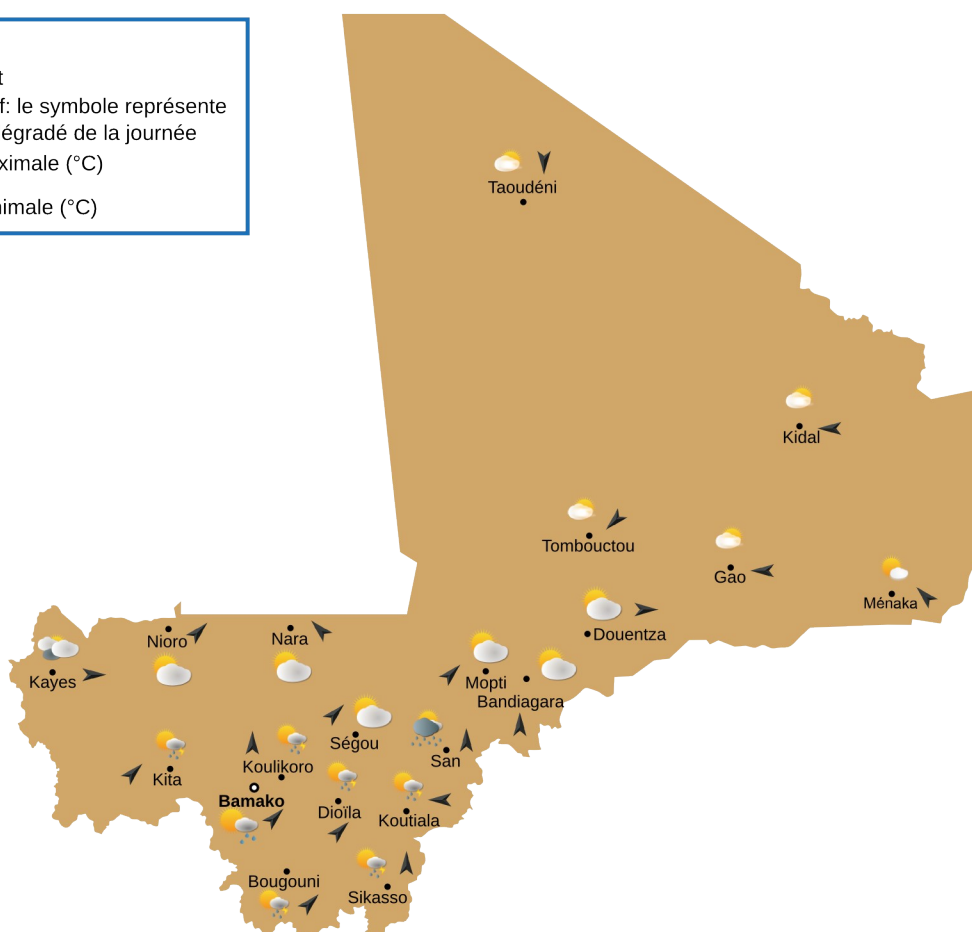 t
f: le symbole représente
égradé de la journée
ximale (°C)
nimale (°C)
Taoudéni
Kidal
Tombouctou
Gao
Ménaka
Douentza
Nioro
Nara
Kayes
Mopti
Bandiagara
Ségou
San
Koulikoro
Kita
Bamako
Dioïla
Koutiala
Bougouni
Sikasso